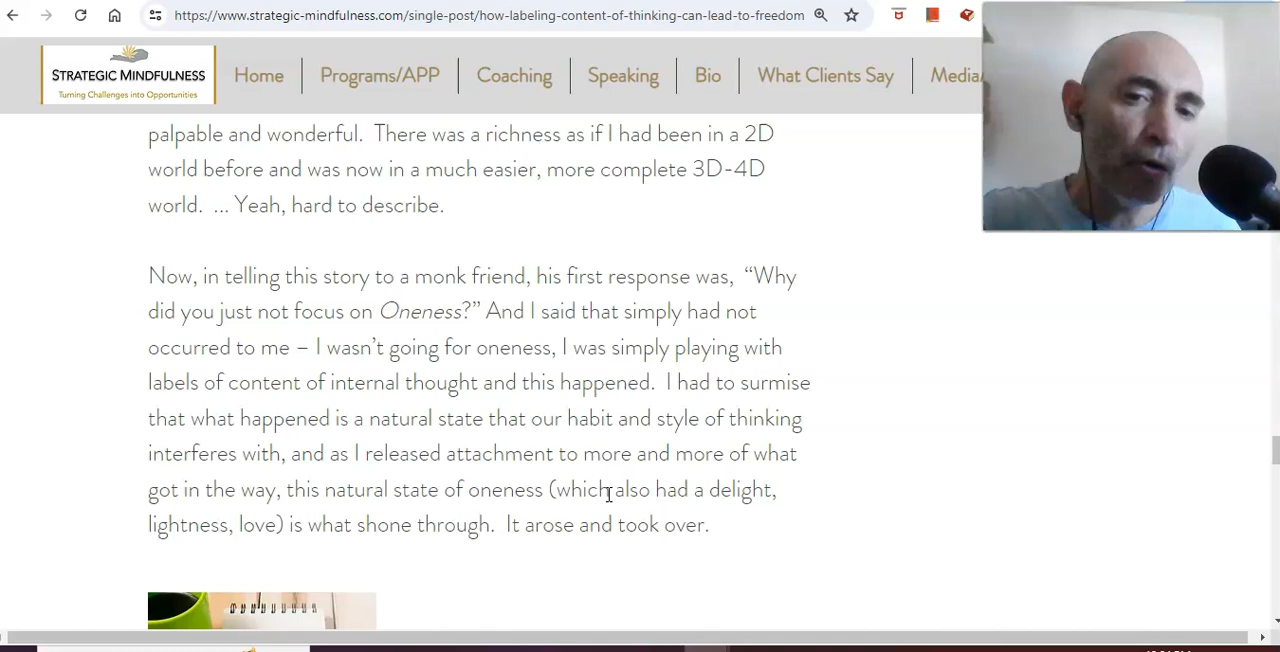 https://www.strategic-mindfulness.com/single-post/how-labeling-content-of-thinking-can-lead-to-freedom
STRATEGIC MINDFULNESS
Turning Challenges into Opportunities
Home
Programs/APP
Coaching
Speaking
Bio
What Clients Say
Media/
palpable and wonderful. There was a richness as if I had been in a 2D
world before and was now in a much easier, more complete 3D-4D
world. ... Yeah, hard to describe.
Now, in telling this story to a monk friend, his first response was, “Why
did you just not focus on Oneness?” And I said that simply had not
occurred to me – I wasn’t going for oneness, I was simply playing with
labels of content of internal thought and this happened. I had to surmise
that what happened is a natural state that our habit and style of thinking
interferes with, and as I released attachment to more and more of what
got in the way, this natural state of oneness (which also had a delight,
lightness, love) is what shone through. It arose and took over.